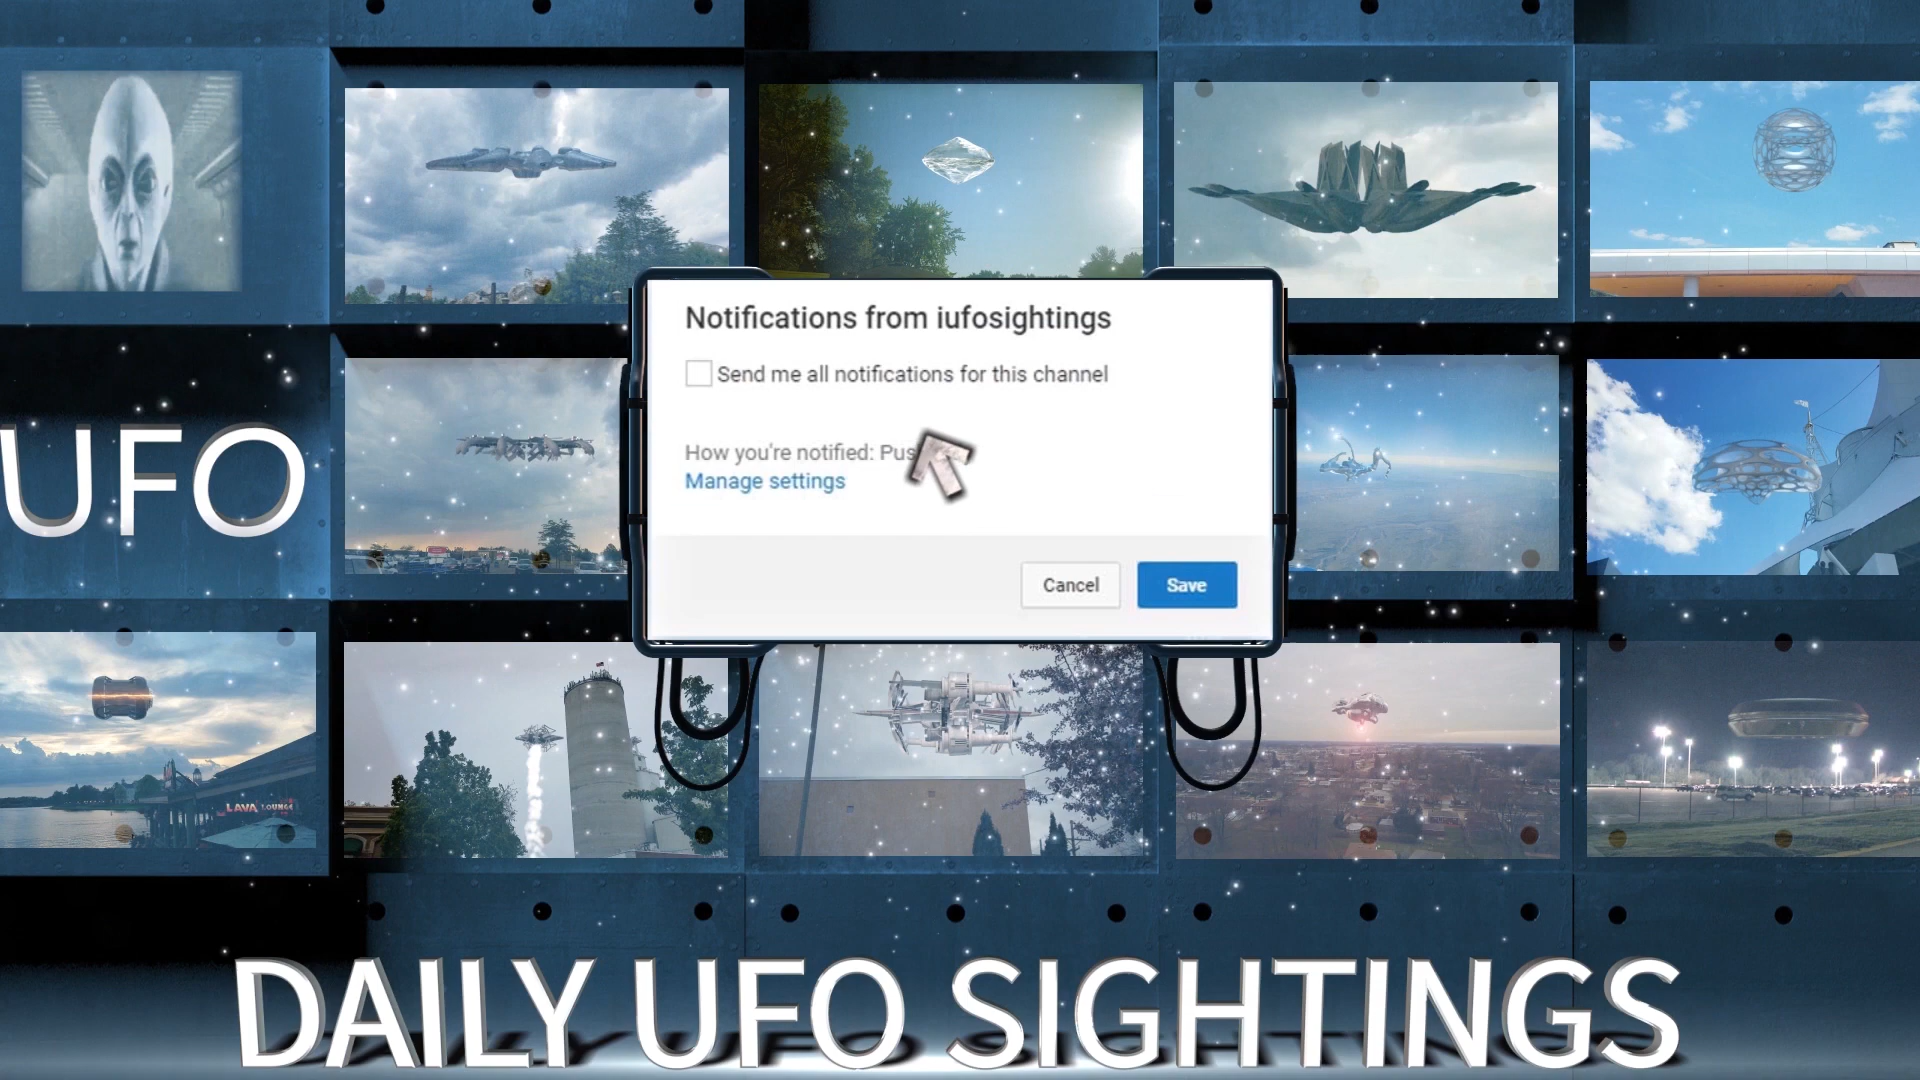 Notifications from iufosightings
Send me all notifications for this channel
UFO
How you're notified:
Manage settings
Cancel
Save
LAVA LOUNGE
DAILY UFO SIGHTINGS